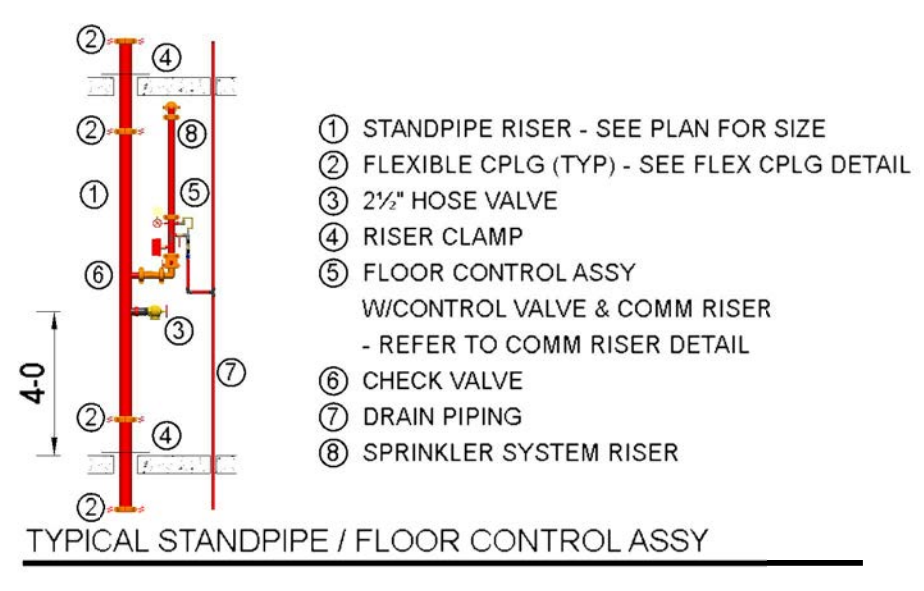 2
4
2
8
1
5
6
3
4-0
7
2
4
2
1 STANDPIPE RISER - SEE PLAN FOR SIZE
2 FLEXIBLE CPLG (TYP) - SEE FLEX CPLG DETAIL
3 2½" HOSE VALVE
4 RISER CLAMP
5 FLOOR CONTROL ASSY
W/CONTROL VALVE & COMM RISER
- REFER TO COMM RISER DETAIL
6 CHECK VALVE
7 DRAIN PIPING
8 SPRINKLER SYSTEM RISER
TYPICAL STANDPIPE / FLOOR CONTROL ASSY